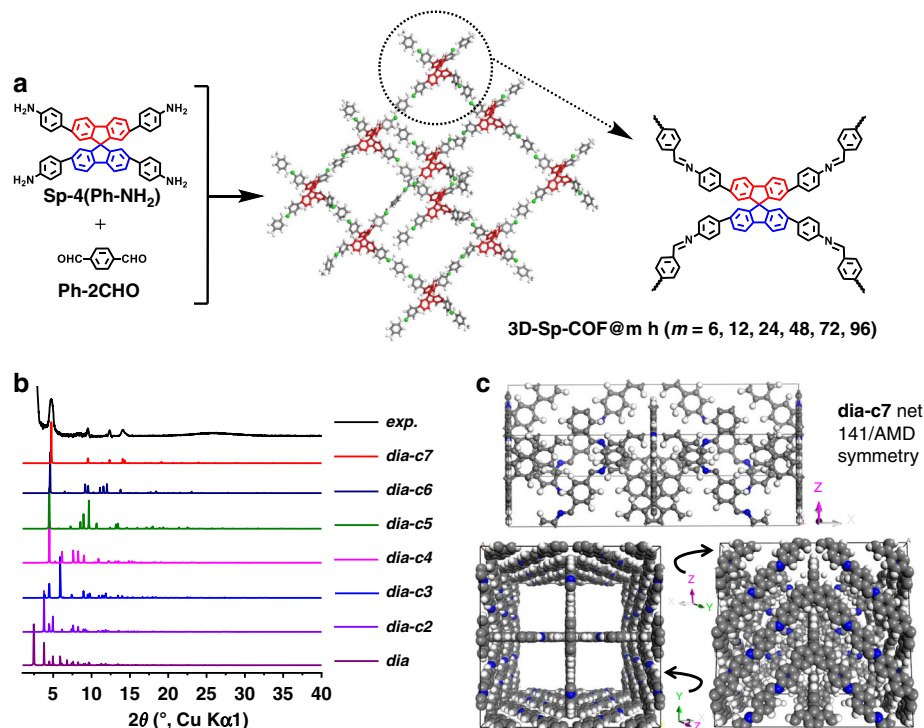 a
NH₂
NH₂
NH₂
NH₂
Sp-4(Ph-NH₂)
+
OHC
CHO
Ph-2CHO
N
N
N
N
3D-Sp-COF@m h (m = 6, 12, 24, 48, 72, 96)
b
exp.
dia-c7
dia-c6
dia-c5
dia-c4
dia-c3
dia-c2
dia
5 10 15 20 25 30 35 40
2θ (°, Cu Kα1)
c
dia-c7 net
141/AMD
symmetry
Z
X
Z
X
Y
Y
Z